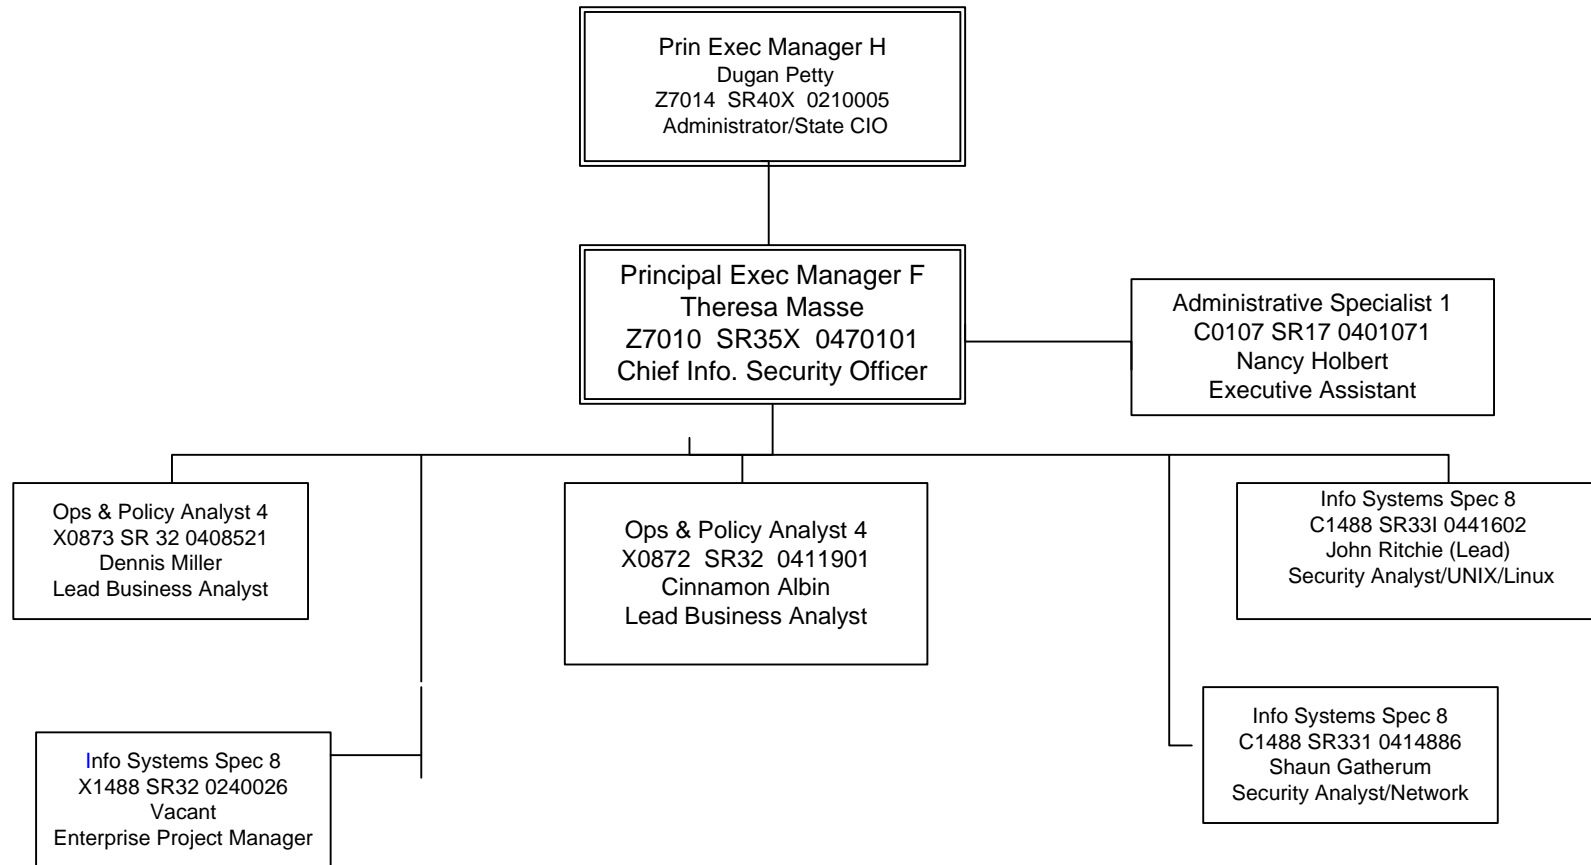 Prin Exec Manager H
Dugan Petty
Z7014 SR40X 0210005
Administrator/State CIO
Principal Exec Manager F
Theresa Masse
Z7010 SR35X 0470101
Chief Info. Security Officer
Administrative Specialist 1
C0107 SR17 0401071
Nancy Holbert
Executive Assistant
Ops & Policy Analyst 4
X0873 SR 32 0408521
Dennis Miller
Lead Business Analyst
Ops & Policy Analyst 4
X0872 SR32 0411901
Cinnamon Albin
Lead Business Analyst
Info Systems Spec 8
C1488 SR33I 0441602
John Ritchie (Lead)
Security Analyst/UNIX/Linux
Info Systems Spec 8
X1488 SR32 0240026
Vacant
Enterprise Project Manager
Info Systems Spec 8
C1488 SR331 0414886
Shaun Gatherum
Security Analyst/Network